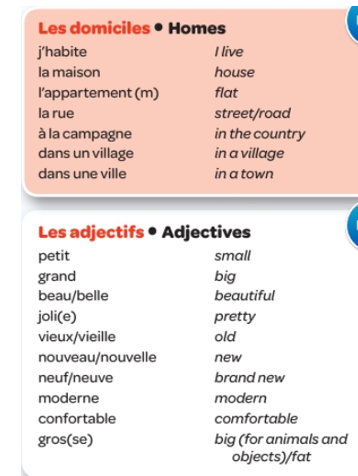 Les domiciles • Homes
j'habite I live
la maison house
l'appartement (m) flat
la rue street/road
à la campagne in the country
dans un village in a village
dans une ville in a town
Les adjectifs • Adjectives
petit small
grand big
beau/belle beautiful
joli(e) pretty
vieux/vieille old
nouveau/nouvelle new
neuf/neuve brand new
moderne modern
confortable comfortable
gros(se) big (for animals and
objects)/fat